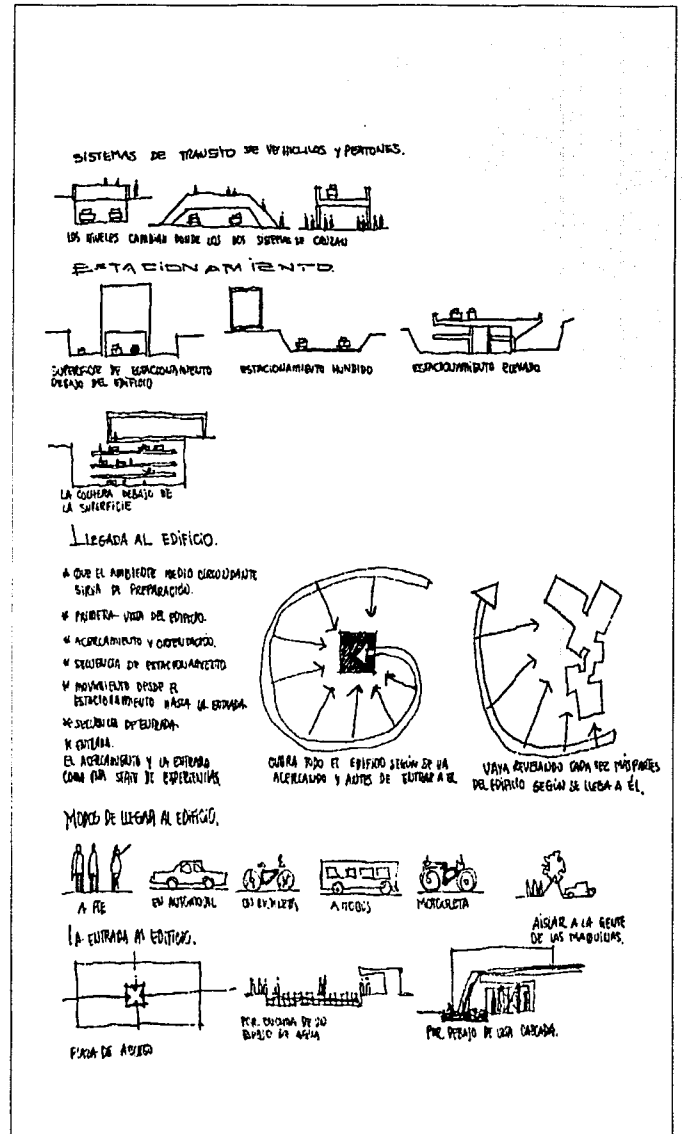 SISTEMAS DE TRANSITO DE VEHICULOS Y PEATONES.
LOS NIVELES CAMBIAN DONDE LOS DOS SISTEMAS SE CRUZAN
ESTACIONAMIENTO.
SUPERFICIE DE ESTACIONAMIENTO
DEBAJO DEL EDIFICIO
ESTACIONAMIENTO HUNDIDO
ESTACIONAMIENTO ELEVADO
LA COCHERA DEBAJO DE
LA SUPERFICIE
LLEGADA AL EDIFICIO.
* QUE EL AMBIENTE MEDIO CIRCUNDANTE
SIRVA DE PREPARACIÓN.
* PRIMERA VISTA DEL EDIFICIO.
* ACERCAMIENTO Y ORIENTACIÓN.
* SECUENCIA DE ESTACIONAMIENTO
* MOVIMIENTO DESDE EL
ESTACIONAMIENTO HASTA LA ENTRADA.
* SECUENCIA DE ENTRADA.
* ENTRADA.
EL ACERCAMIENTO Y LA ENTRADA
COMO UNA SERIE DE EXPERIENCIAS
CUBRA TODO EL EDIFICIO SEGÚN SE VA
ACERCANDO Y ANTES DE ENTRAR A EL.
VAYA REVELANDO CADA VEZ MÁS PARTES
DEL EDIFICIO SEGÚN SE LLEGA A ÉL.
MODOS DE LLEGAR AL EDIFICIO.
A PIE
EN AUTOMOVIL
EN BICICLETA
AUTOBUS
MOTOCICLETA
AISLAR A LA GENTE
DE LAS MAQUINAS.
LA ENTRADA AL EDIFICIO.
PLAZA DE ACCESO
POR ENCIMA DE UN
ESPEJO DE AGUA
POR DEBAJO DE UNA CASCADA.